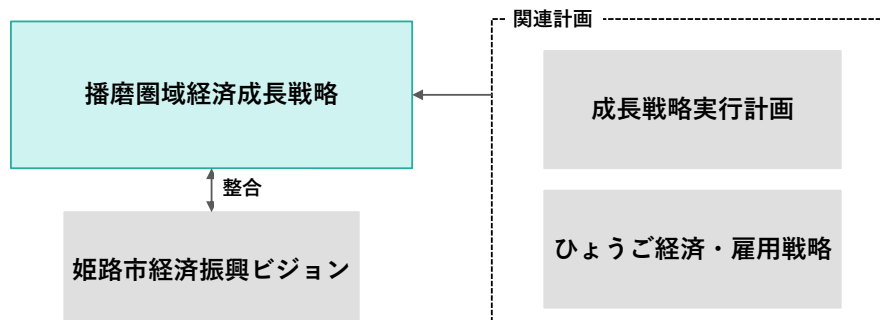 関連計画
播磨圏域経済成長戦略
成長戦略実行計画
整合
姫路市経済振興ビジョン
ひょうご経済・雇用戦略